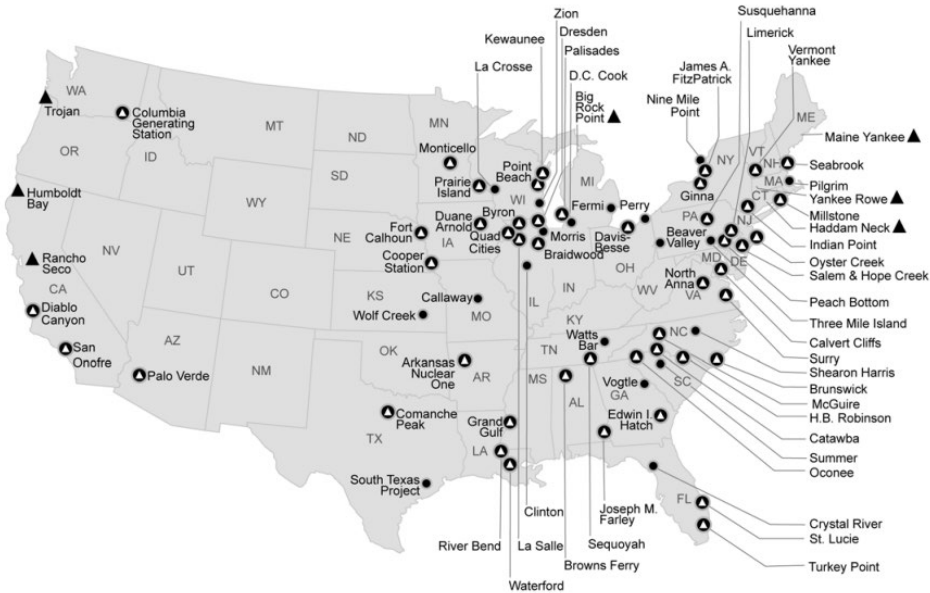 Zion
Dresden
Palisades
D.C. Cook
Big
Rock
Point
Kewaunee
La Crosse
Susquehanna
Limerick
Vermont
Yankee
James A.
FitzPatrick
Nine Mile
Point
WA
Trojan
Columbia
Generating
Station
MT
ND
MN
Monticello
Prairie
Island
Point
Beach
WI
MI
Fermi
Perry
Ginna
NY
VT
NH
ME
MA
CT
Maine Yankee
Seabrook
Pilgrim
Yankee Rowe
Millstone
Haddam Neck
Indian Point
Oyster Creek
Salem & Hope Creek
Peach Bottom
Three Mile Island
Calvert Cliffs
Surry
Shearon Harris
Brunswick
McGuire
H.B. Robinson
Catawba
Summer
Oconee
Crystal River
St. Lucie
Turkey Point
OR
ID
SD
WY
Humboldt
Bay
NV
UT
CO
NE
Fort
Calhoun
Cooper
Station
Duane
Arnold
IA
Byron
Quad
Cities
Morris
Braidwood
Davis-
Besse
Beaver
Valley
PA
NJ
MD
DE
OH
IN
IL
WV
North
Anna
VA
Rancho
Seco
CA
Diablo
Canyon
San
Onofre
AZ
Palo Verde
NM
KS
Callaway
Wolf Creek
MO
KY
OK
Arkansas
Nuclear
One
AR
TN
Watts
Bar
NC
SC
MS
AL
Vogtle
GA
Edwin I.
Hatch
Comanche
Peak
TX
Grand
Gulf
LA
South Texas
Project
River Bend
Waterford
La Salle
Clinton
Browns Ferry
Sequoyah
Joseph M.
Farley
FL